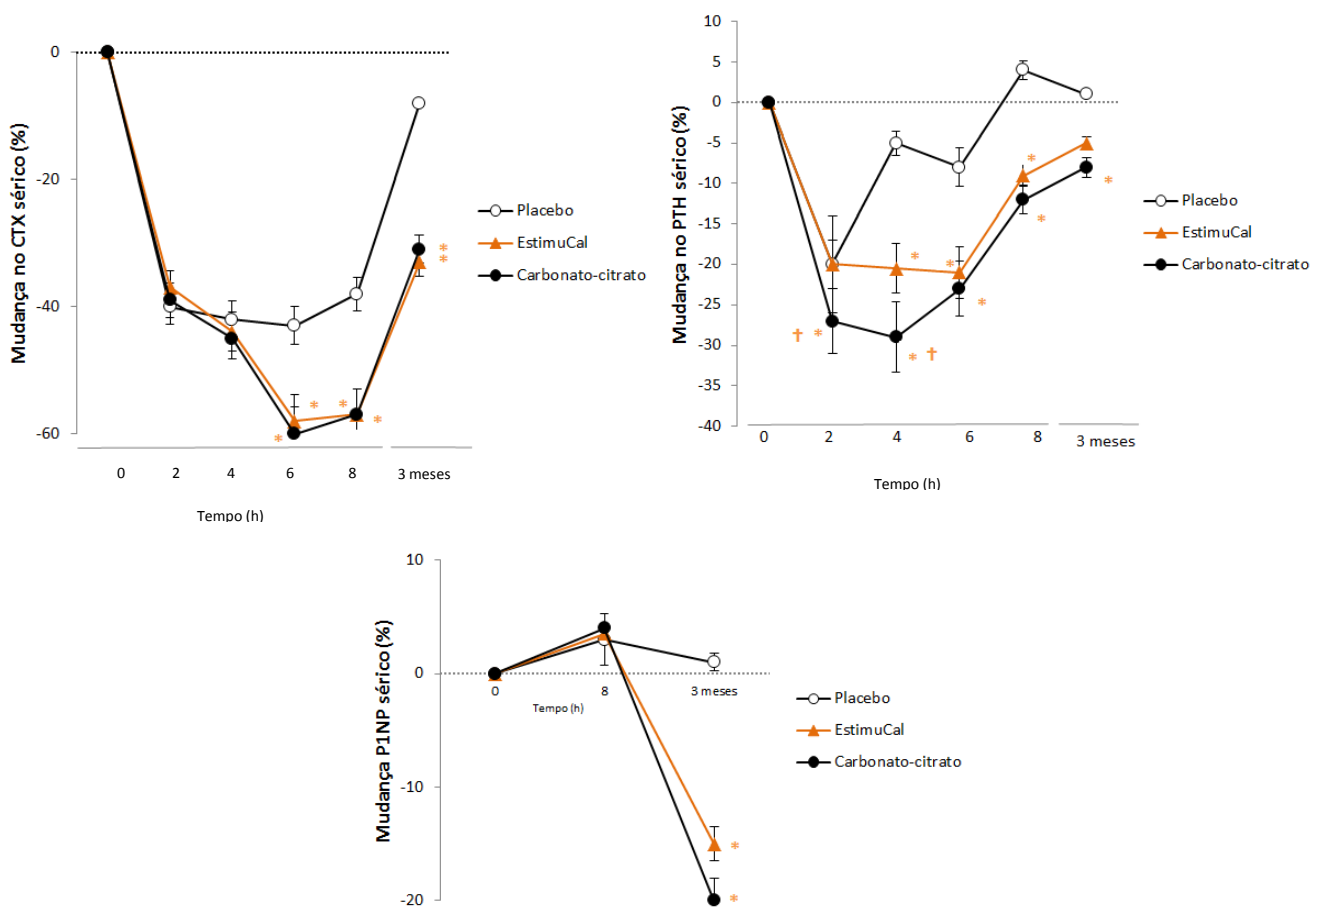 0
-20
-40
-60
Mudança no CTX sérico (%)
0 2 4 6 8 3 meses
Tempo (h)
Placebo
EstimuCal
Carbonato-citrato
*
*
* * *
*
10
5
0
-5
-10
-15
-20
-25
-30
-35
-40
Mudança no PTH sérico (%)
*
*
*
* *
*
† *
* †
0 2 4 6 8 3 meses
Tempo (h)
Placebo
EstimuCal
Carbonato-citrato
10
0
-10
-20
Mudança P1NP sérico (%)
0 8 3 meses
Tempo (h)
*
*
Placebo
EstimuCal
Carbonato-citrato